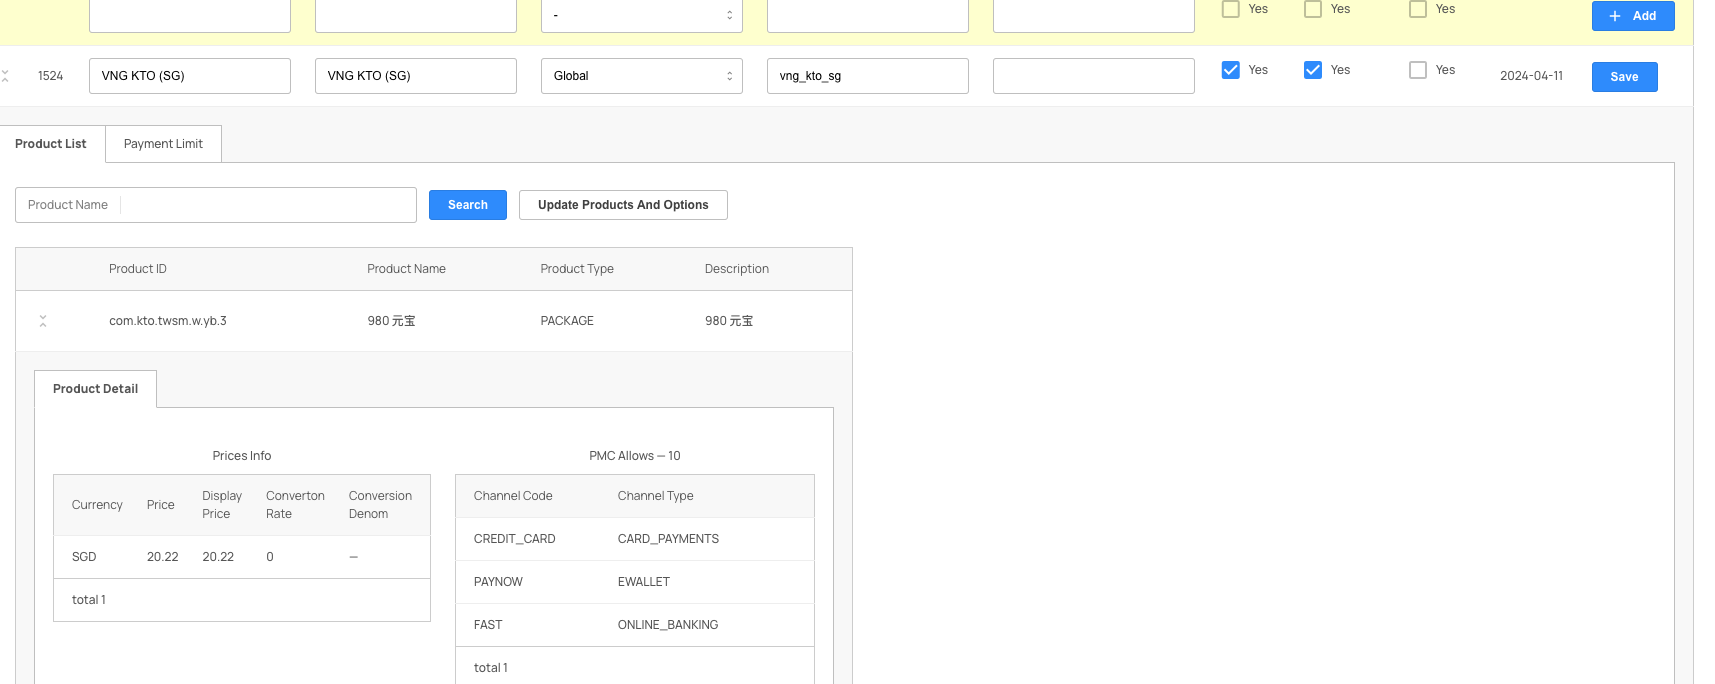 - Yes Yes Yes + Add
1524 VNG KTO (SG) VNG KTO (SG) Global vng_kto_sg Yes Yes Yes 2024-04-11 Save
Product List Payment Limit
Product Name Search Update Products And Options
Product ID Product Name Product Type Description
com.kto.twsm.w.yb.3 980 元宝 PACKAGE 980 元宝
Product Detail
Prices Info
Currency Price Display Price Converton Rate Conversion Denom
SGD 20.22 20.22 0 —
total 1
PMC Allows — 10
Channel Code Channel Type
CREDIT_CARD CARD_PAYMENTS
PAYNOW EWALLET
FAST ONLINE_BANKING
total 1